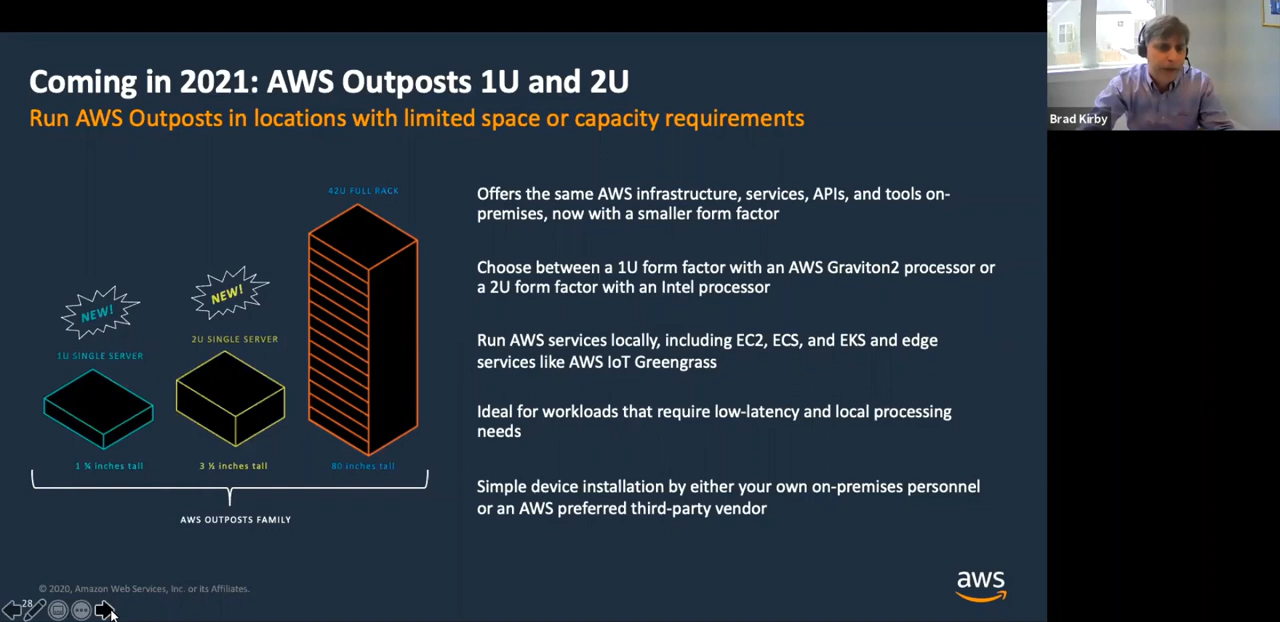 Coming in 2021: AWS Outposts 1U and 2U
Run AWS Outposts in locations with limited space or capacity requirements
Brad Kirby
42U FULL RACK
NEW!
NEW!
2U SINGLE SERVER
1U SINGLE SERVER
1 ¾ inches tall
3 ½ inches tall
80 inches tall
AWS OUTPOSTS FAMILY
Offers the same AWS infrastructure, services, APIs, and tools on-
premises, now with a smaller form factor
Choose between a 1U form factor with an AWS Graviton2 processor or
a 2U form factor with an Intel processor
Run AWS services locally, including EC2, ECS, and EKS and edge
services like AWS IoT Greengrass
Ideal for workloads that require low-latency and local processing
needs
Simple device installation by either your own on-premises personnel
or an AWS preferred third-party vendor
© 2020, Amazon Web Services, Inc. or its Affiliates.
28
aws